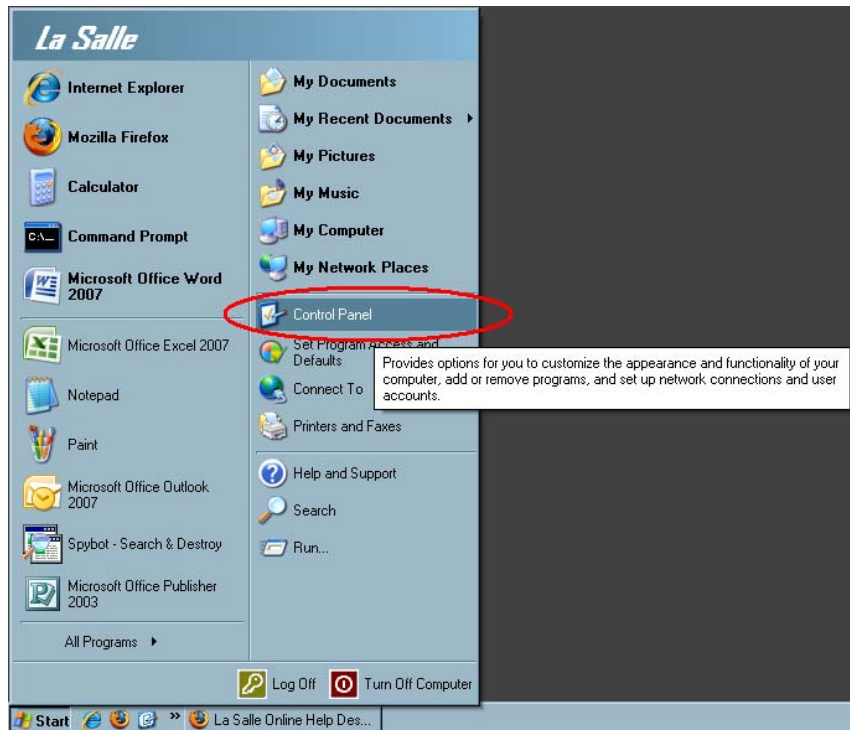 La Salle
Internet Explorer
Mozilla Firefox
Calculator
C:\_
Command Prompt
Microsoft Office Word
2007
Microsoft Office Excel 2007
Notepad
Paint
Microsoft Office Outlook
2007
Spybot - Search & Destroy
Microsoft Office Publisher
2003
All Programs
My Documents
My Recent Documents
My Pictures
My Music
My Computer
My Network Places
Control Panel
Set Program Access and
Defaults
Connect To
Printers and Faxes
Help and Support
Search
Run...
Provides options for you to customize the appearance and functionality of your
computer, add or remove programs, and set up network connections and user
accounts.
Log Off
Turn Off Computer
Start
La Salle Online Help Des...